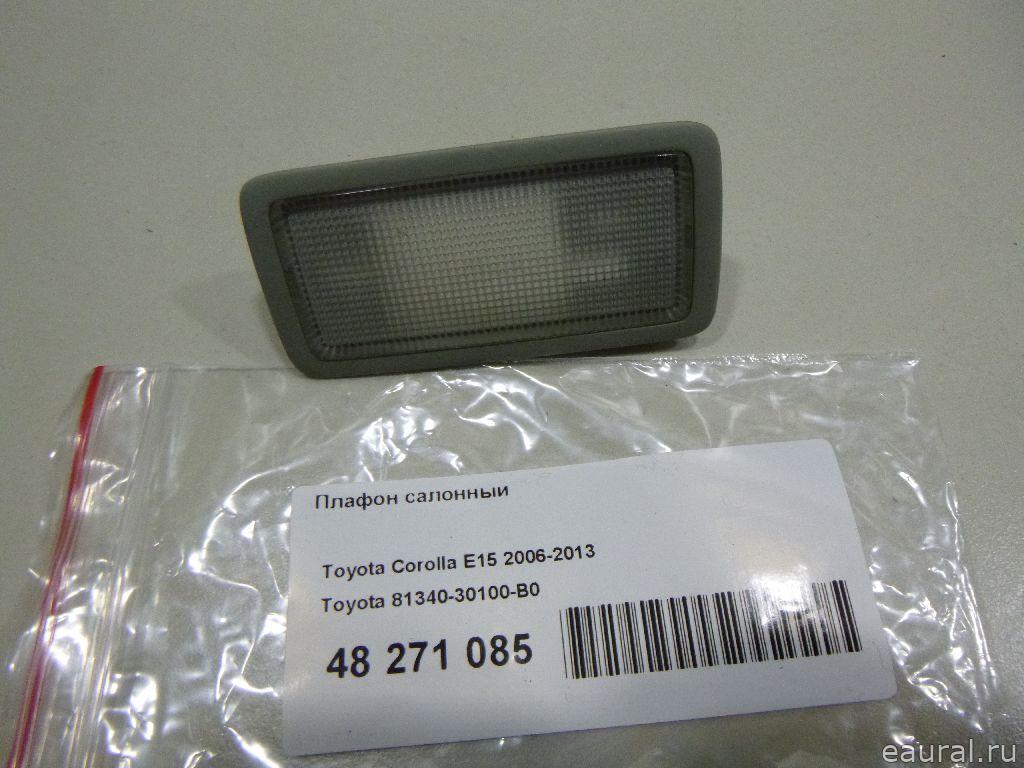 Плафон салонный
Toyota Corolla E15 2006-2013
Toyota 81340-30100-B0
48 271 085
eaural.ru